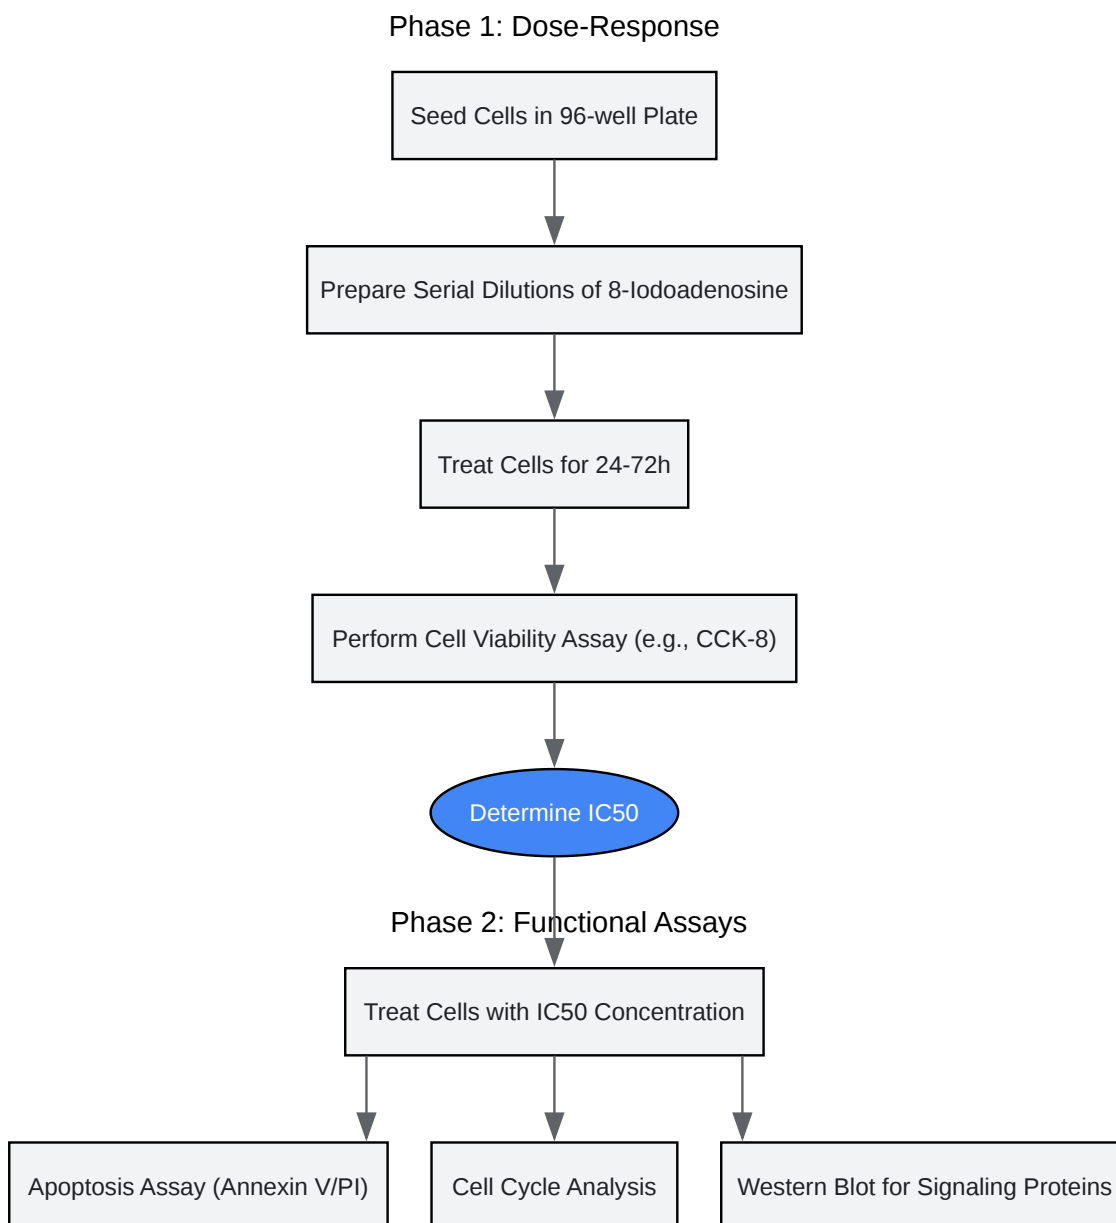 Phase 1: Dose-Response
Seed Cells in 96-well Plate
Prepare Serial Dilutions of 8-Iodoadenosine
Treat Cells for 24-72h
Perform Cell Viability Assay (e.g., CCK-8)
Determine IC50
Phase 2: Functional Assays
Treat Cells with IC50 Concentration
Apoptosis Assay (Annexin V/PI)
Cell Cycle Analysis
Western Blot for Signaling Proteins